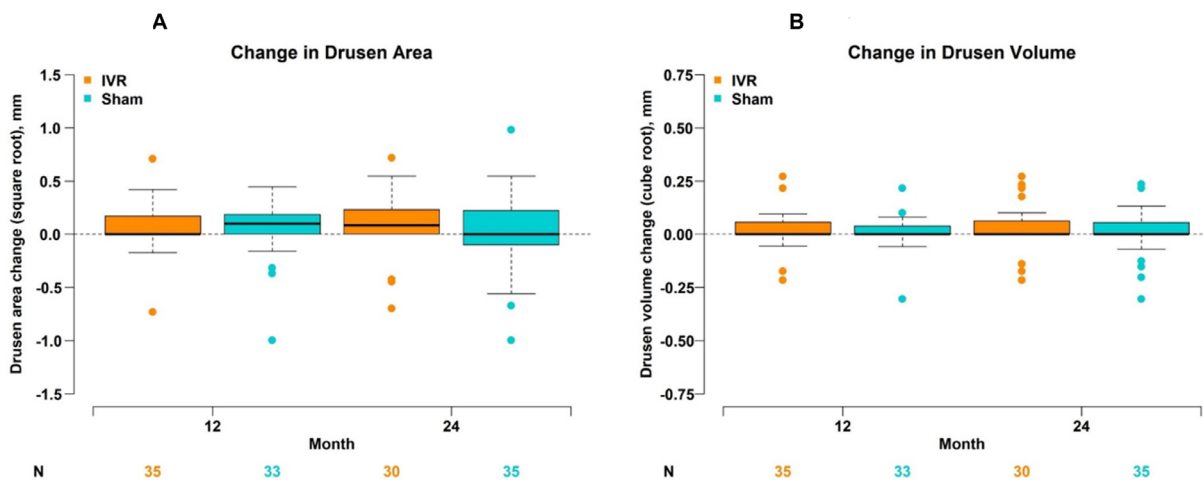 A
Change in Drusen Area
IVR
Sham
Drusen area change (square root), mm
1.5
1.0
0.5
0.0
-0.5
-1.0
-1.5
12
24
Month
N
35
33
30
35
B
Change in Drusen Volume
IVR
Sham
Drusen volume change (cube root), mm
0.75
0.50
0.25
0.00
-0.25
-0.50
-0.75
12
24
Month
N
35
33
30
35